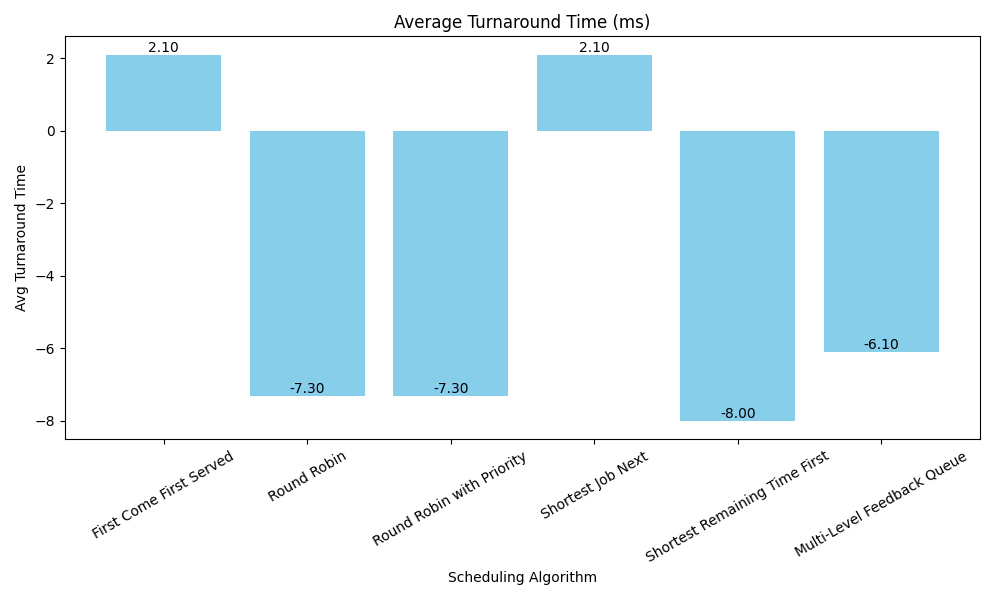 Average Turnaround Time (ms)
Avg Turnaround Time
2
0
−2
−4
−6
−8
2.10
-7.30
-7.30
2.10
-8.00
-6.10
First Come First Served
Round Robin
Round Robin with Priority
Shortest Job Next
Shortest Remaining Time First
Multi-Level Feedback Queue
Scheduling Algorithm